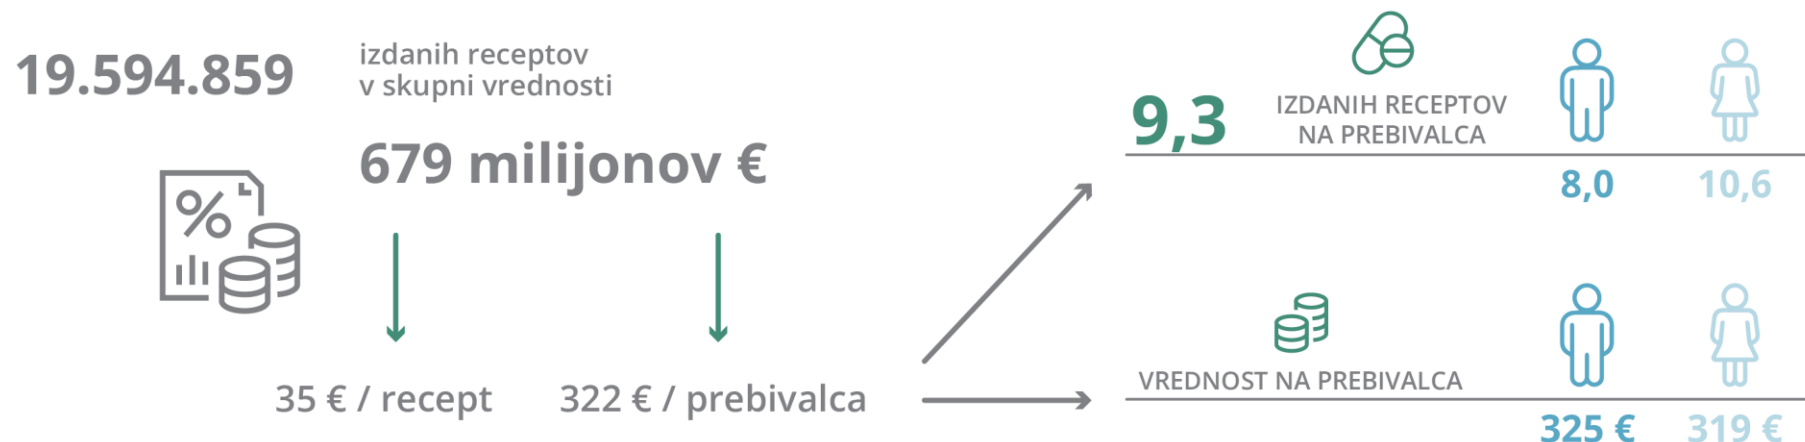 19.594.859
izdanih receptov
v skupni vrednosti
679 milijonov €
%
35 € / recept
322 € / prebivalca
9,3
IZDANIH RECEPTOV
NA PREBIVALCA
8,0
10,6
VREDNOST NA PREBIVALCA
325 €
319 €